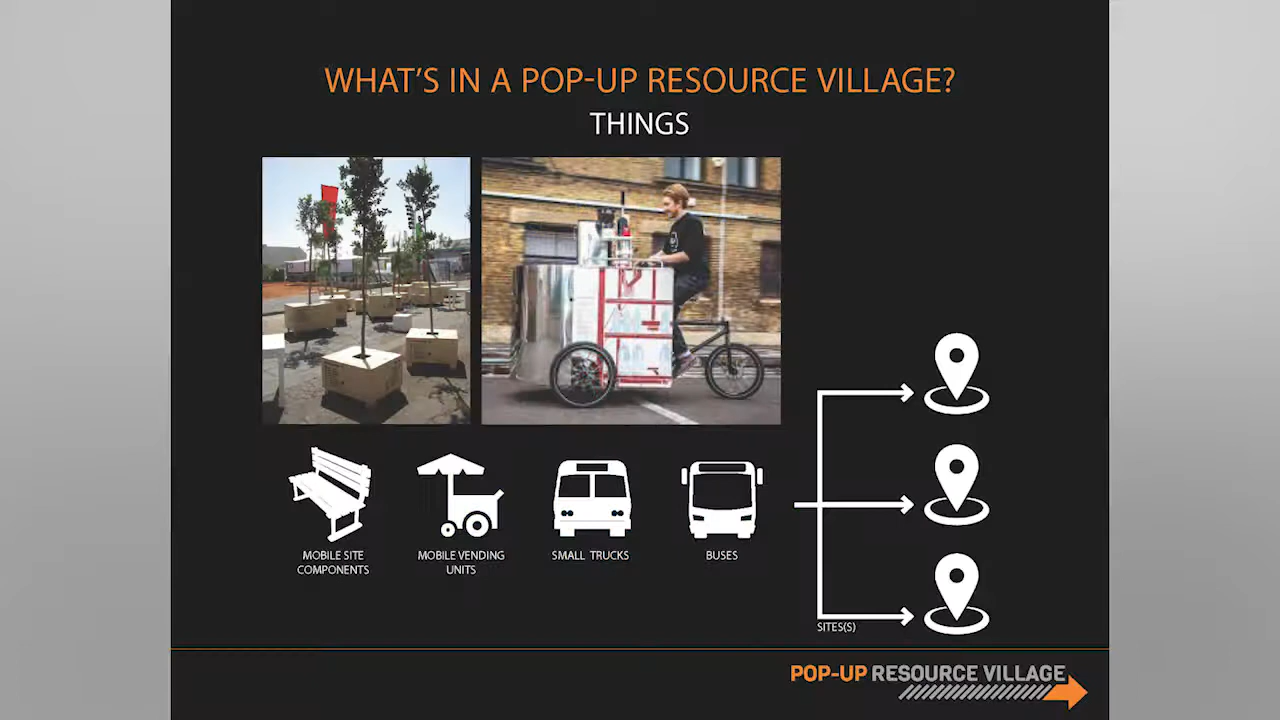 WHAT'S IN A POP-UP RESOURCE VILLAGE?
THINGS
MOBILE SITE
COMPONENTS
MOBILE VENDING
UNITS
SMALL TRUCKS
BUSES
SITES(S)
POP-UP RESOURCE VILLAGE